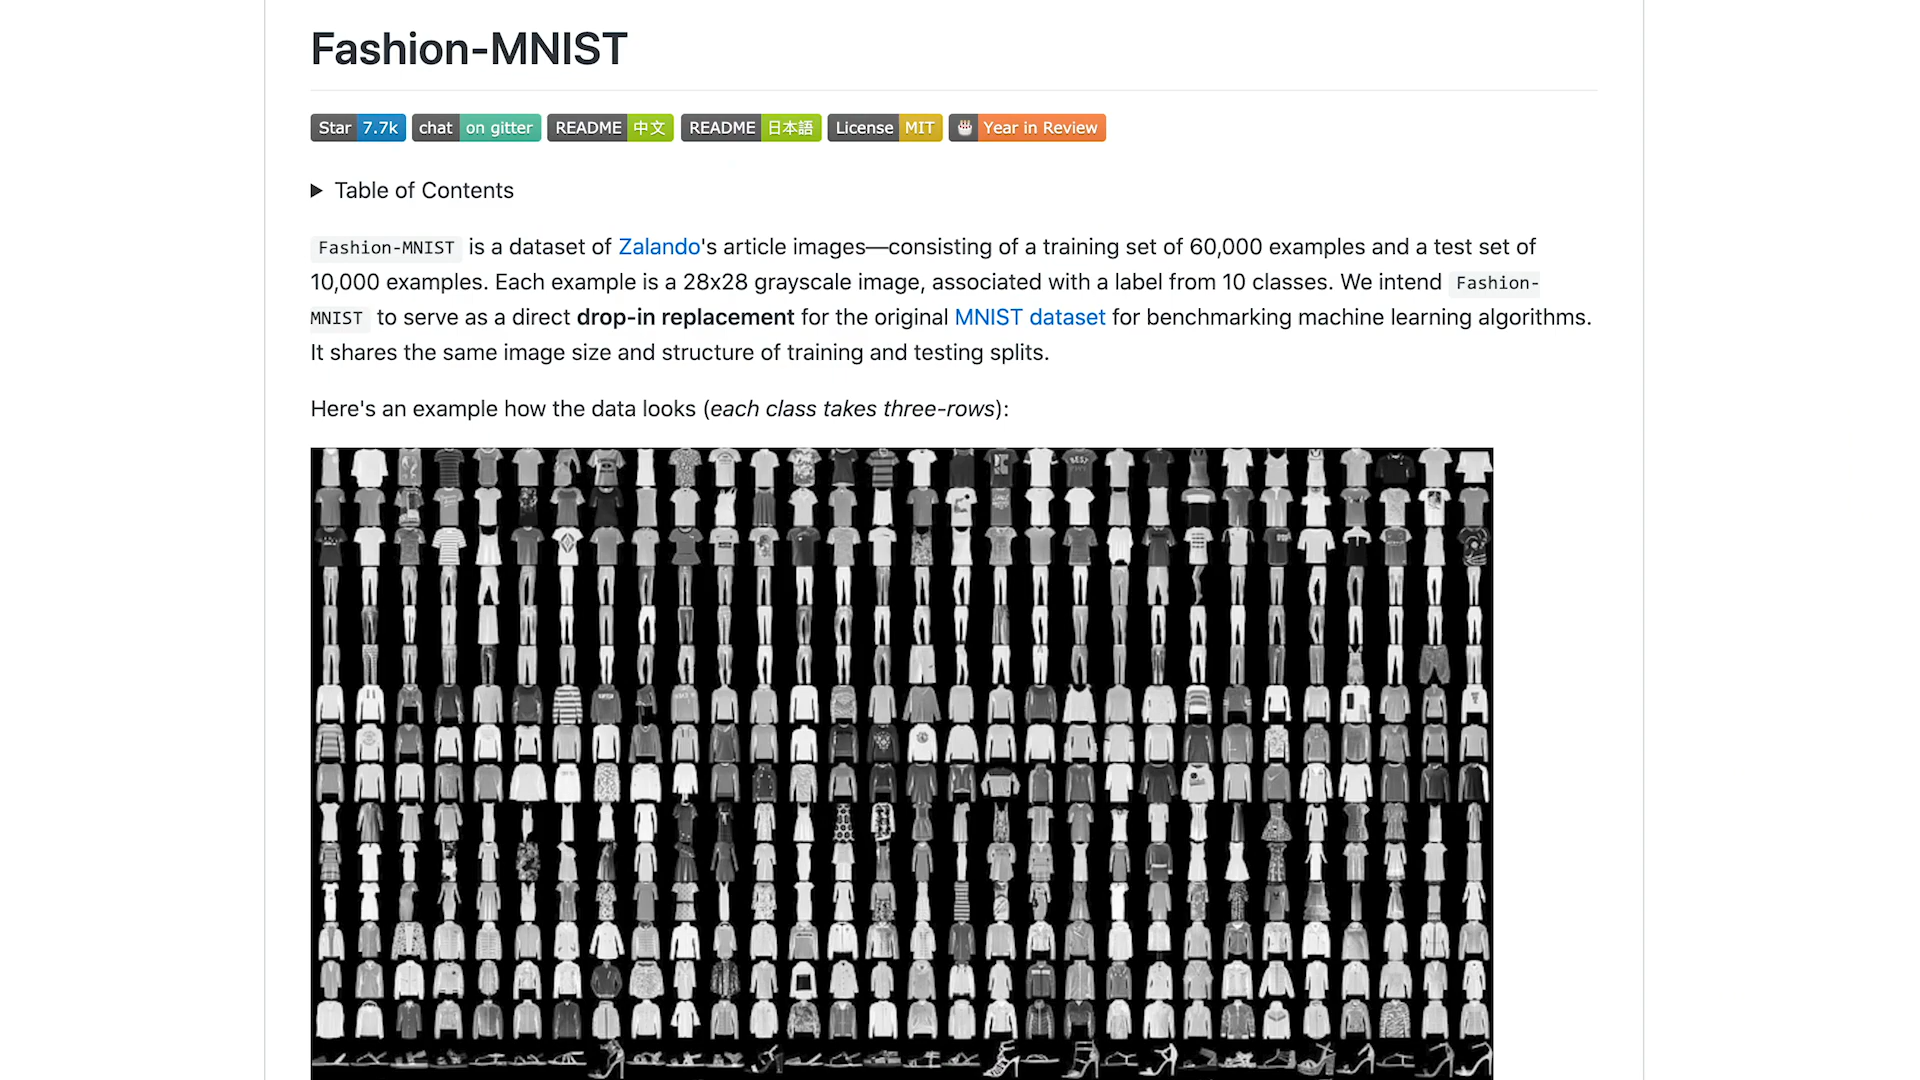 Fashion-MNIST
Star 7.7k chat on gitter README 中文 README 日本語 License MIT Year in Review
Table of Contents
Fashion-MNIST is a dataset of Zalando's article images—consisting of a training set of 60,000 examples and a test set of
10,000 examples. Each example is a 28x28 grayscale image, associated with a label from 10 classes. We intend Fashion-
MNIST to serve as a direct drop-in replacement for the original MNIST dataset for benchmarking machine learning algorithms.
It shares the same image size and structure of training and testing splits.
Here's an example how the data looks (each class takes three-rows):